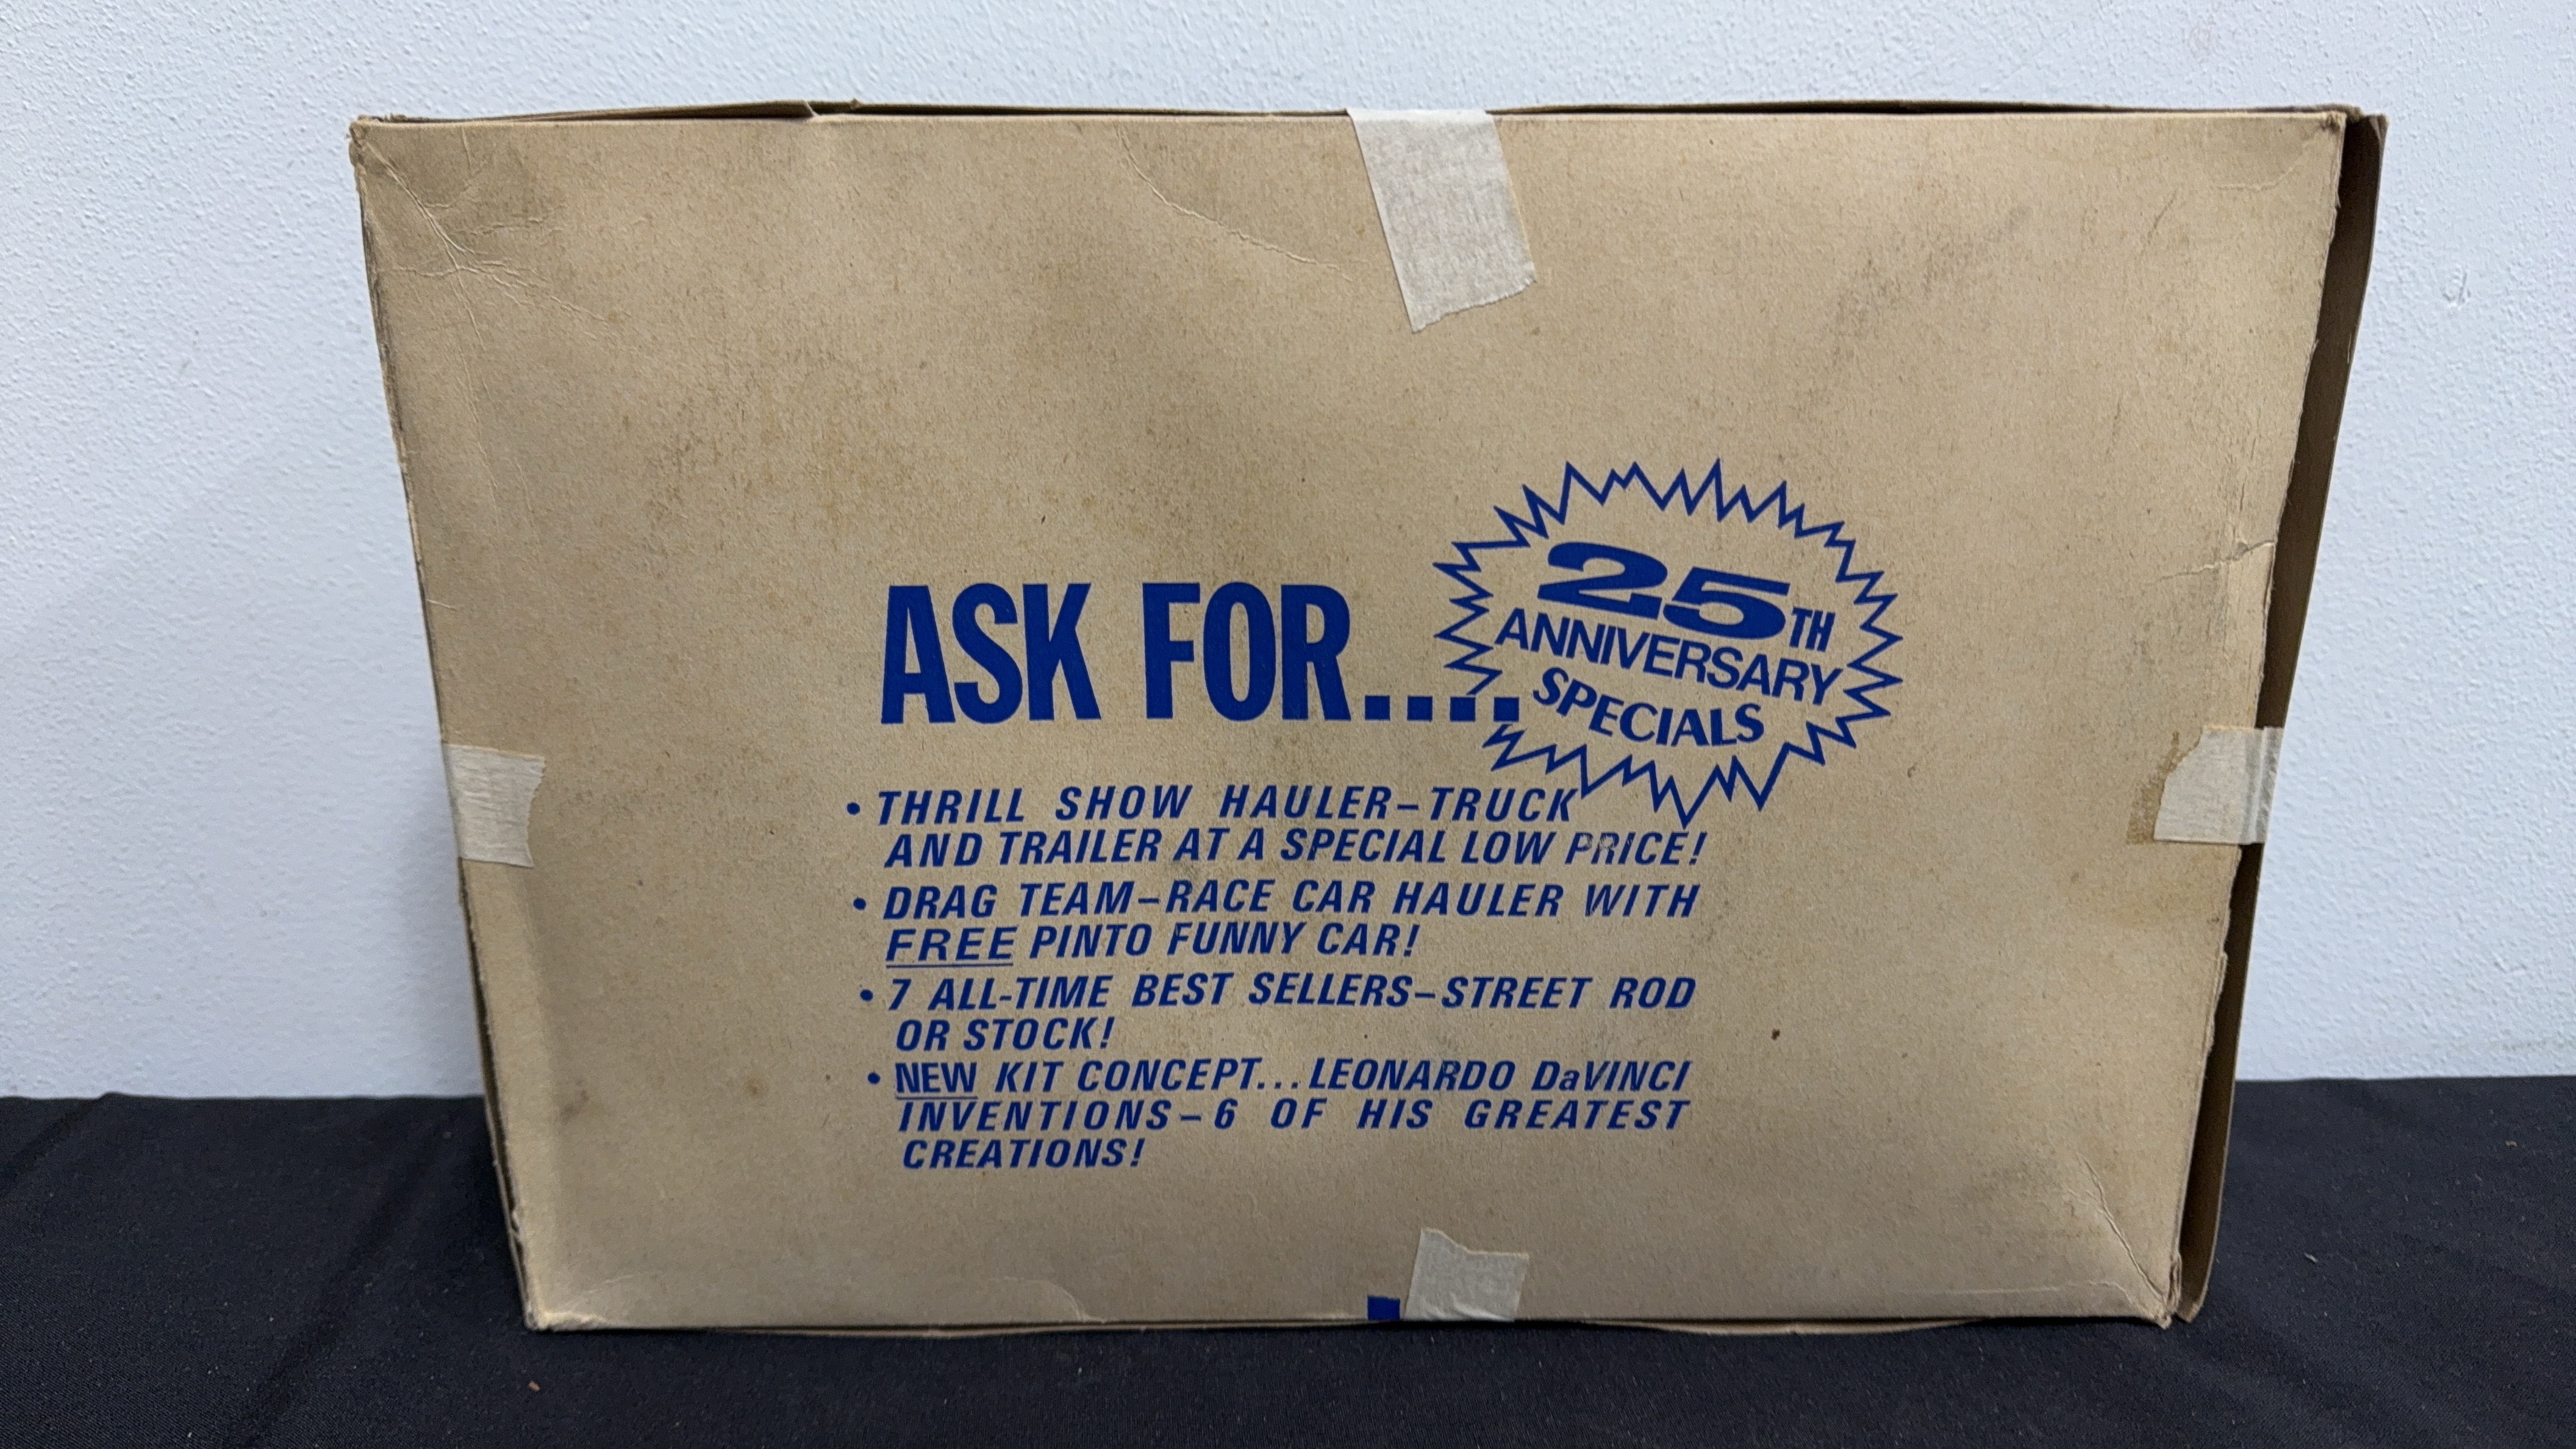 ASK FOR....
25TH
ANNIVERSARY
SPECIALS
• THRILL SHOW HAULER–TRUCK
AND TRAILER AT A SPECIAL LOW PRICE!
• DRAG TEAM–RACE CAR HAULER WITH
FREE PINTO FUNNY CAR!
• 7 ALL-TIME BEST SELLERS–STREET ROD
OR STOCK!
• NEW KIT CONCEPT...LEONARDO DaVINCI
INVENTIONS–6 OF HIS GREATEST
CREATIONS!